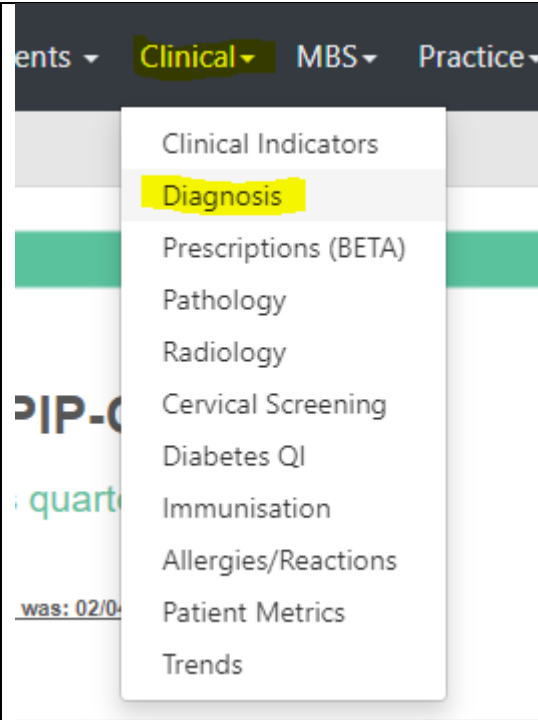 ents Clinical MBS Practice
Clinical Indicators
Diagnosis
Prescriptions (BETA)
Pathology
Radiology
PIP-
Cervical Screening
Diabetes QI
quart
Immunisation
Allergies/Reactions
was: 02/0
Patient Metrics
Trends